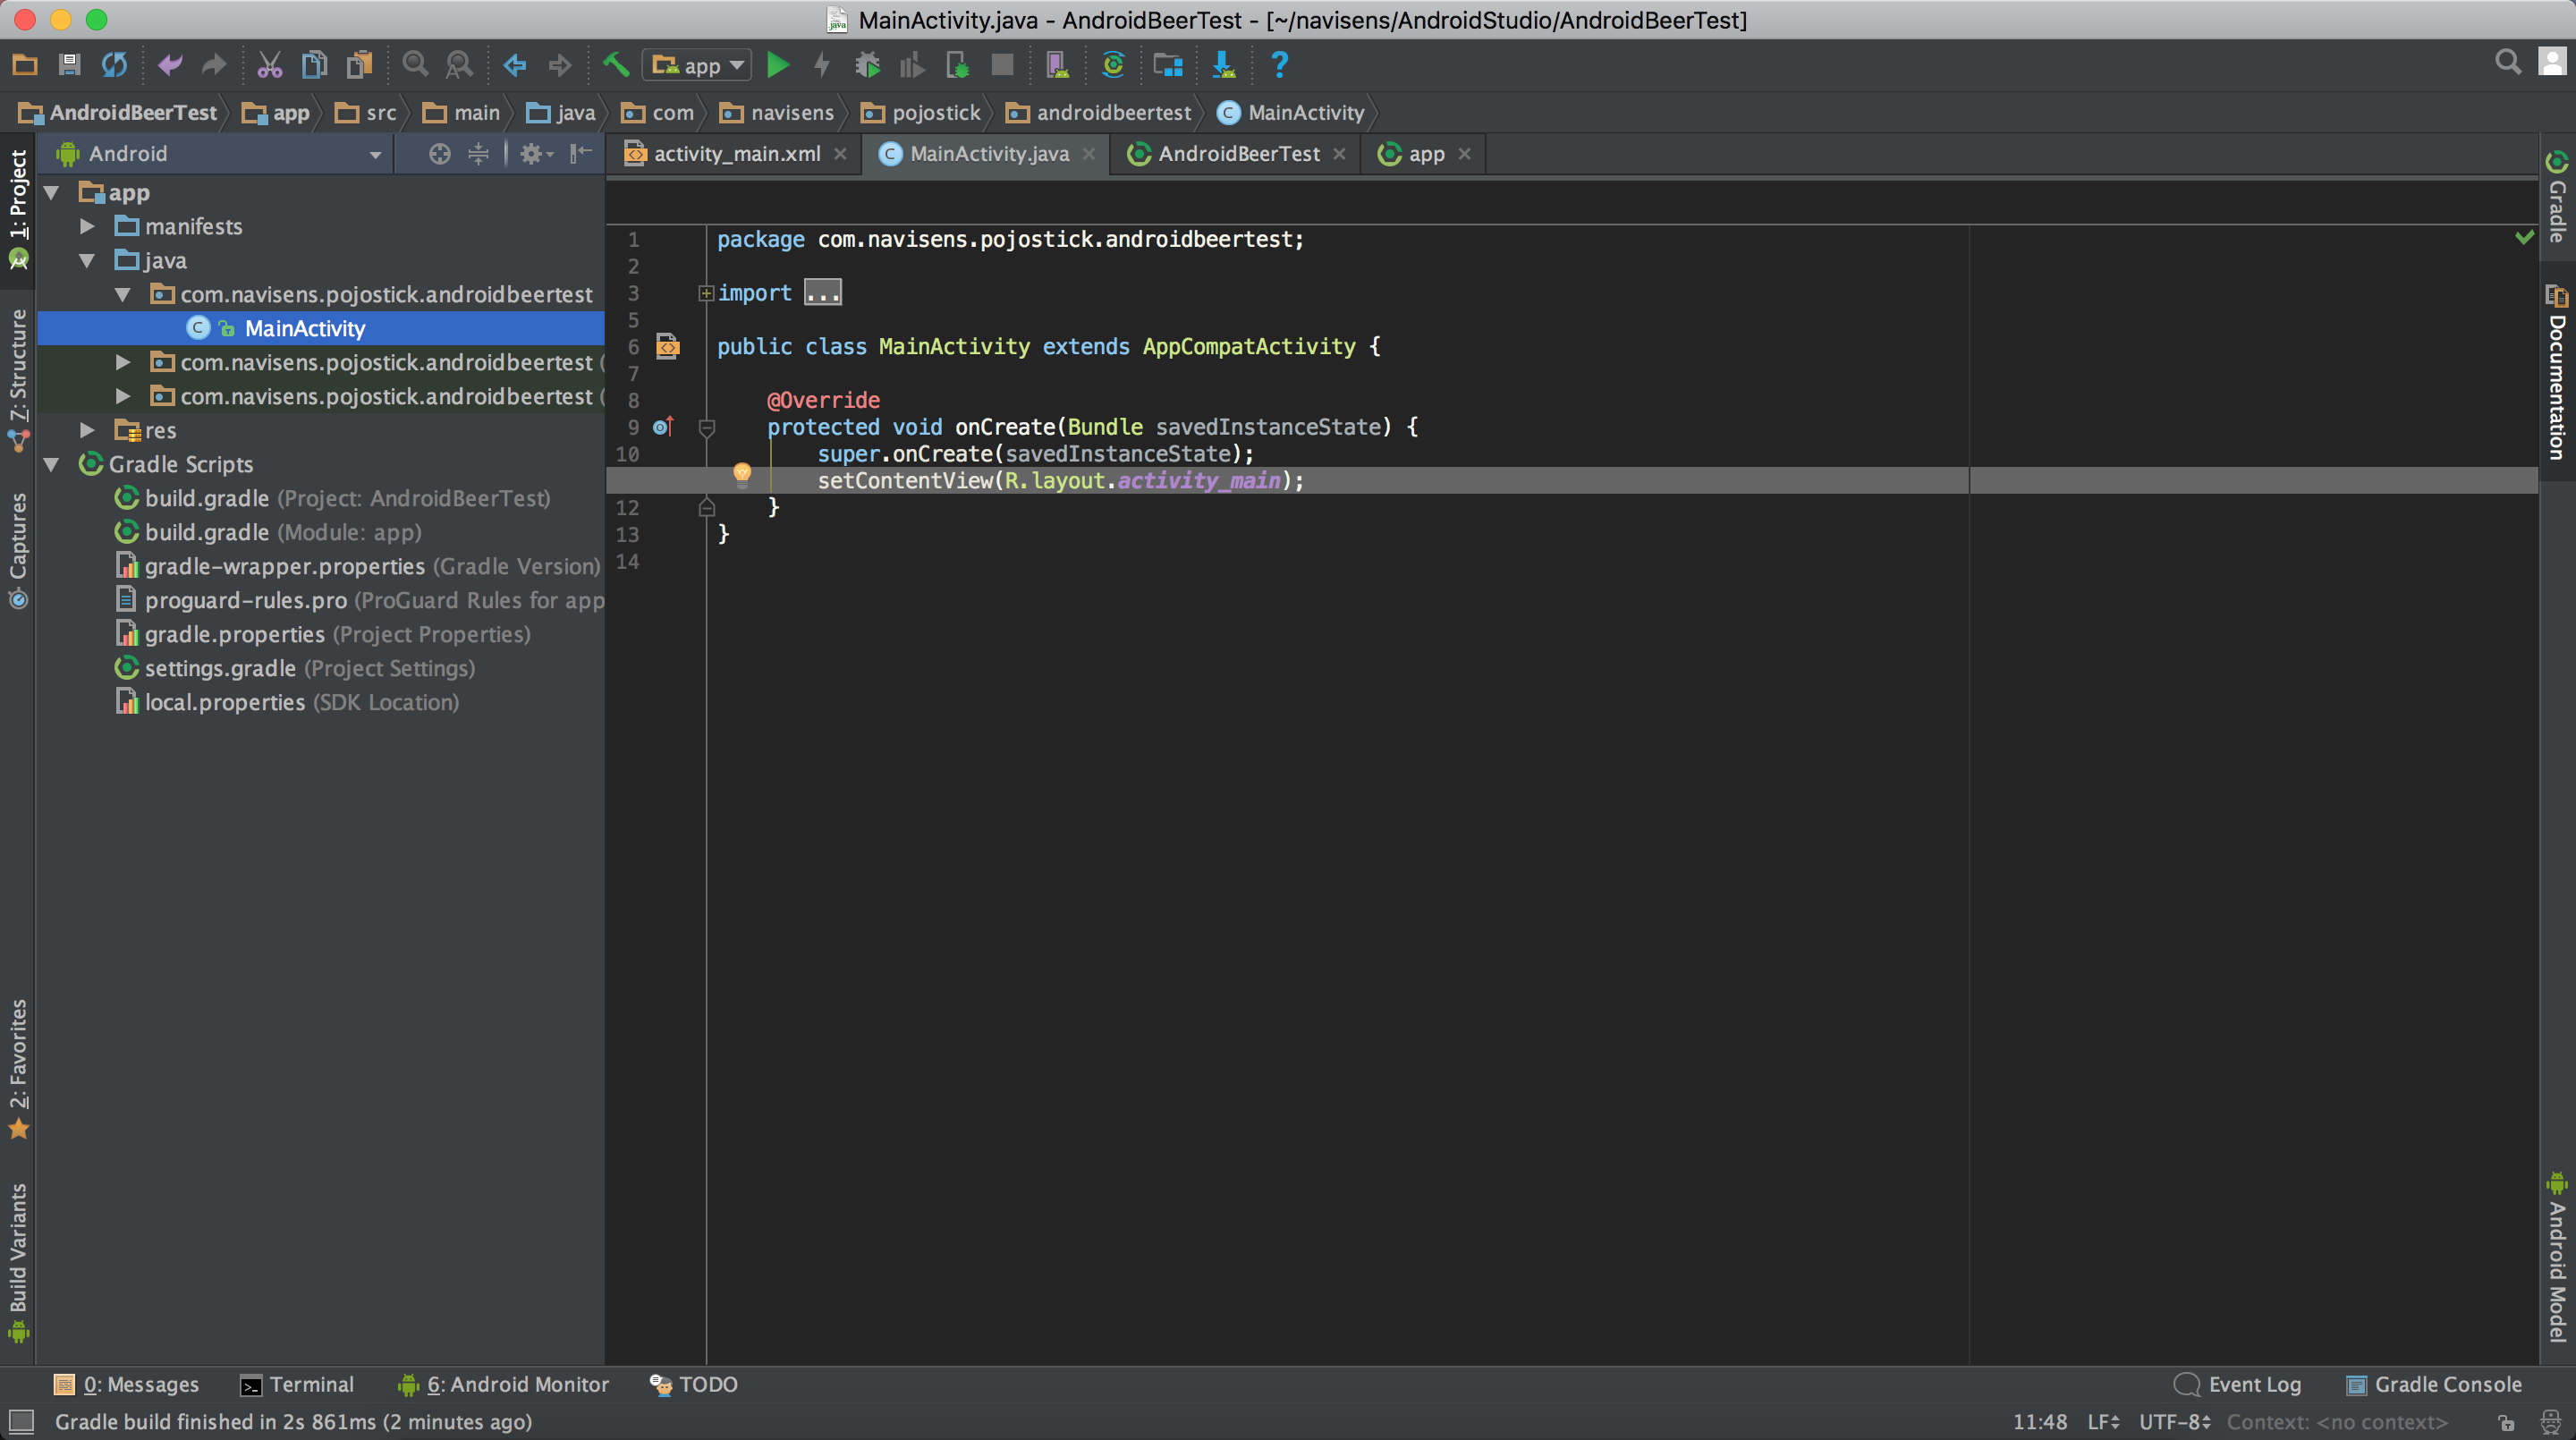 MainActivity.java - AndroidBeerTest - [~/navisens/AndroidStudio/AndroidBeerTest]
app
AndroidBeerTest app src main java com navisens pojostick androidbeertest MainActivity
Android
activity_main.xml MainActivity.java AndroidBeerTest app
1: Project
7: Structure
Captures
2: Favorites
Build Variants
app
manifests
java
com.navisens.pojostick.androidbeertest
MainActivity
com.navisens.pojostick.androidbeertest (
com.navisens.pojostick.androidbeertest (
res
Gradle Scripts
build.gradle (Project: AndroidBeerTest)
build.gradle (Module: app)
gradle-wrapper.properties (Gradle Version)
proguard-rules.pro (ProGuard Rules for app
gradle.properties (Project Properties)
settings.gradle (Project Settings)
local.properties (SDK Location)
1 package com.navisens.pojostick.androidbeertest;
2
3 import ...
5
6 public class MainActivity extends AppCompatActivity {
7
8 @Override
9 protected void onCreate(Bundle savedInstanceState) {
10 super.onCreate(savedInstanceState);
setContentView(R.layout.activity_main);
12 }
13 }
14
Gradle
Documentation
Android Model
0: Messages Terminal 6: Android Monitor TODO Event Log Gradle Console
Gradle build finished in 2s 861ms (2 minutes ago) 11:48 LF UTF-8 Context: <no context>